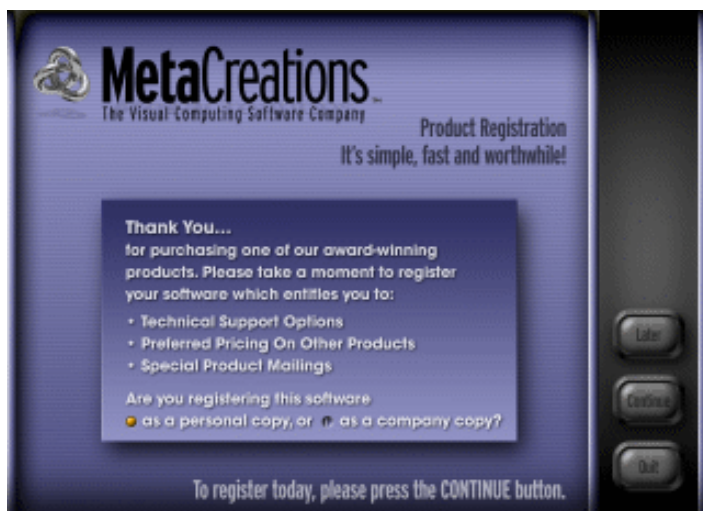 MetaCreations™
The Visual Computing Software Company
Product Registration
It's simple, fast and worthwhile!
Thank You...
for purchasing one of our award-winning
products. Please take a moment to register
your software which entitles you to:
• Technical Support Options
• Preferred Pricing On Other Products
• Special Product Mailings
Are you registering this software
as a personal copy, or as a company copy?
Later
Continue
Quit
To register today, please press the CONTINUE button.